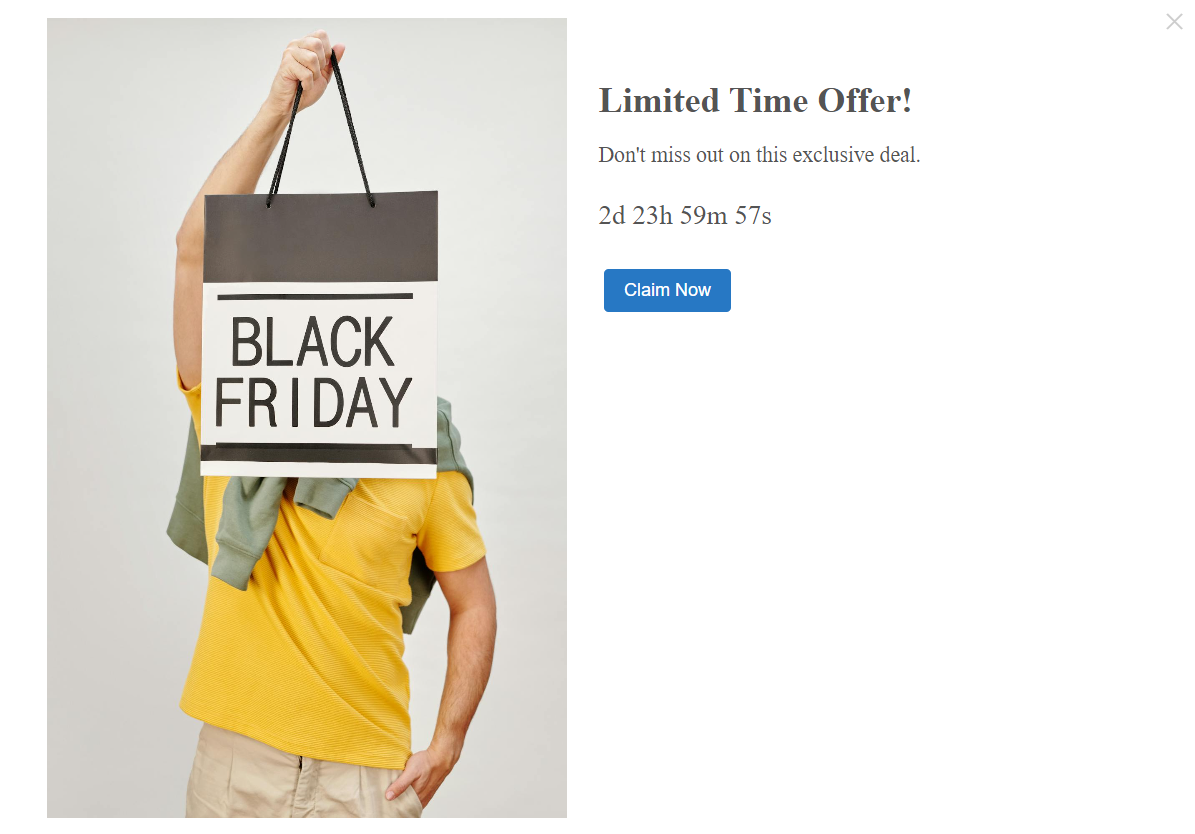 BLACK
FRIDAY
Limited Time Offer!
Don't miss out on this exclusive deal.
2d 23h 59m 57s
Claim Now